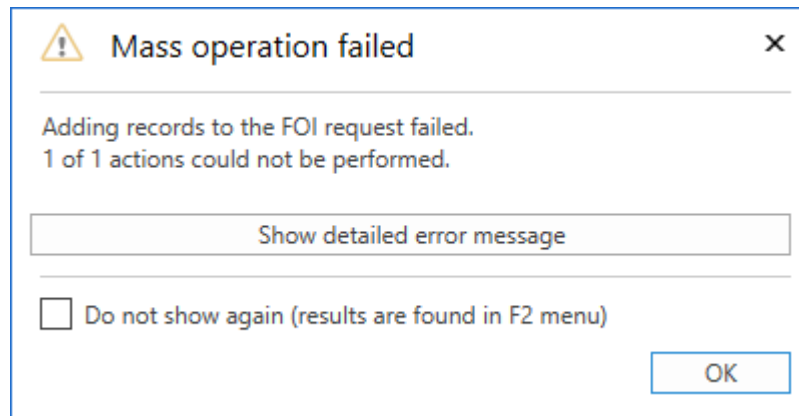 Mass operation failed
Adding records to the FOI request failed.
1 of 1 actions could not be performed.
Show detailed error message
Do not show again (results are found in F2 menu)
OK